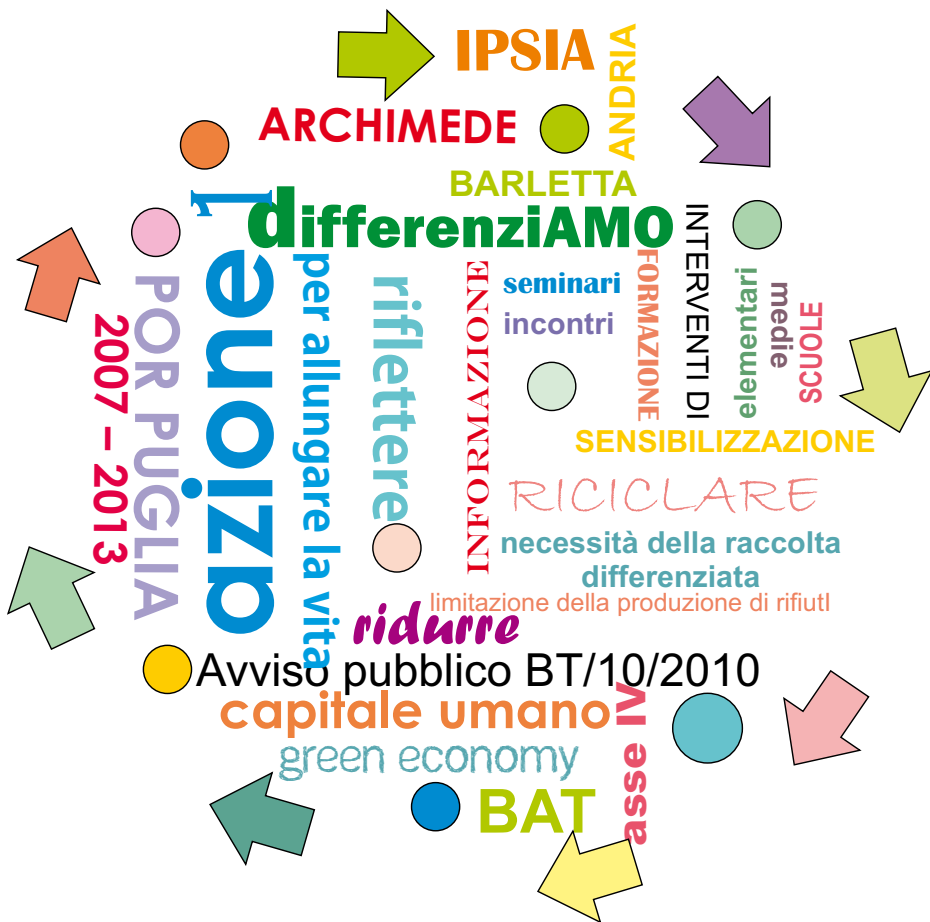 IPSIA
ANDRIA
ARCHIMEDE
BARLETTA
differenziAMO
azione 1
POR PUGLIA
2007 – 2013
per allungare la vita
riflettere
INFORMAZIONE
seminari
incontri
FORMAZIONE
INTERVENTI DI
elementari
medie
SCUOLE
SENSIBILIZZAZIONE
RICICLARE
necessità della raccolta
differenziata
limitazione della produzione di rifiutI
ridurre
Avviso pubblico BT/10/2010
capitale umano
asse IV
green economy
BAT